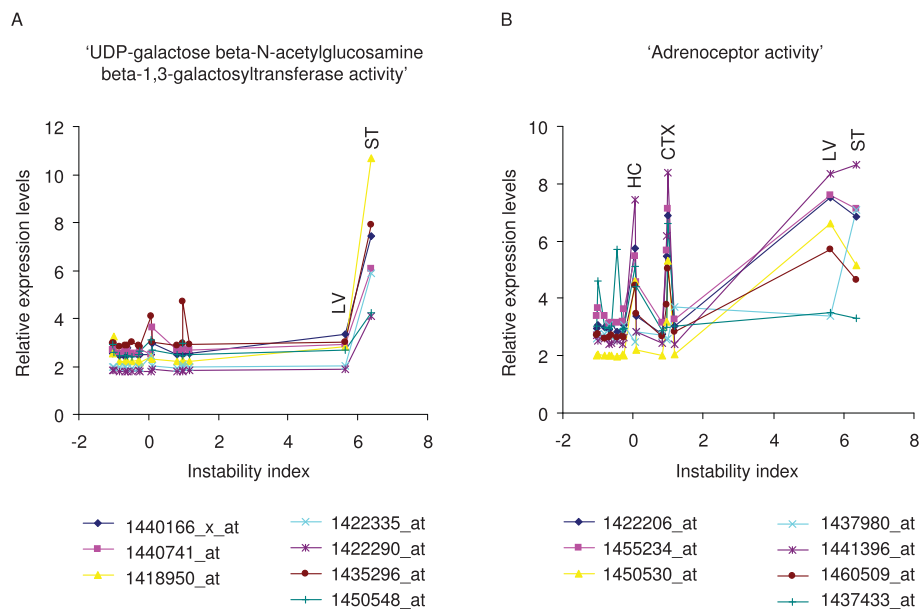 A
‘UDP-galactose beta-N-acetylglucosamine
beta-1,3-galactosyltransferase activity’
Relative expression levels
12
10
8
6
4
2
0
-2
0
2
4
6
8
LV
ST
Instability index
1440166_x_at
1440741_at
1418950_at
1422335_at
1422290_at
1435296_at
1450548_at
B
‘Adrenoceptor activity’
Relative expression levels
10
8
6
4
2
0
-2
0
2
4
6
8
HC
CTX
LV
ST
Instability index
1422206_at
1455234_at
1450530_at
1437980_at
1441396_at
1460509_at
1437433_at